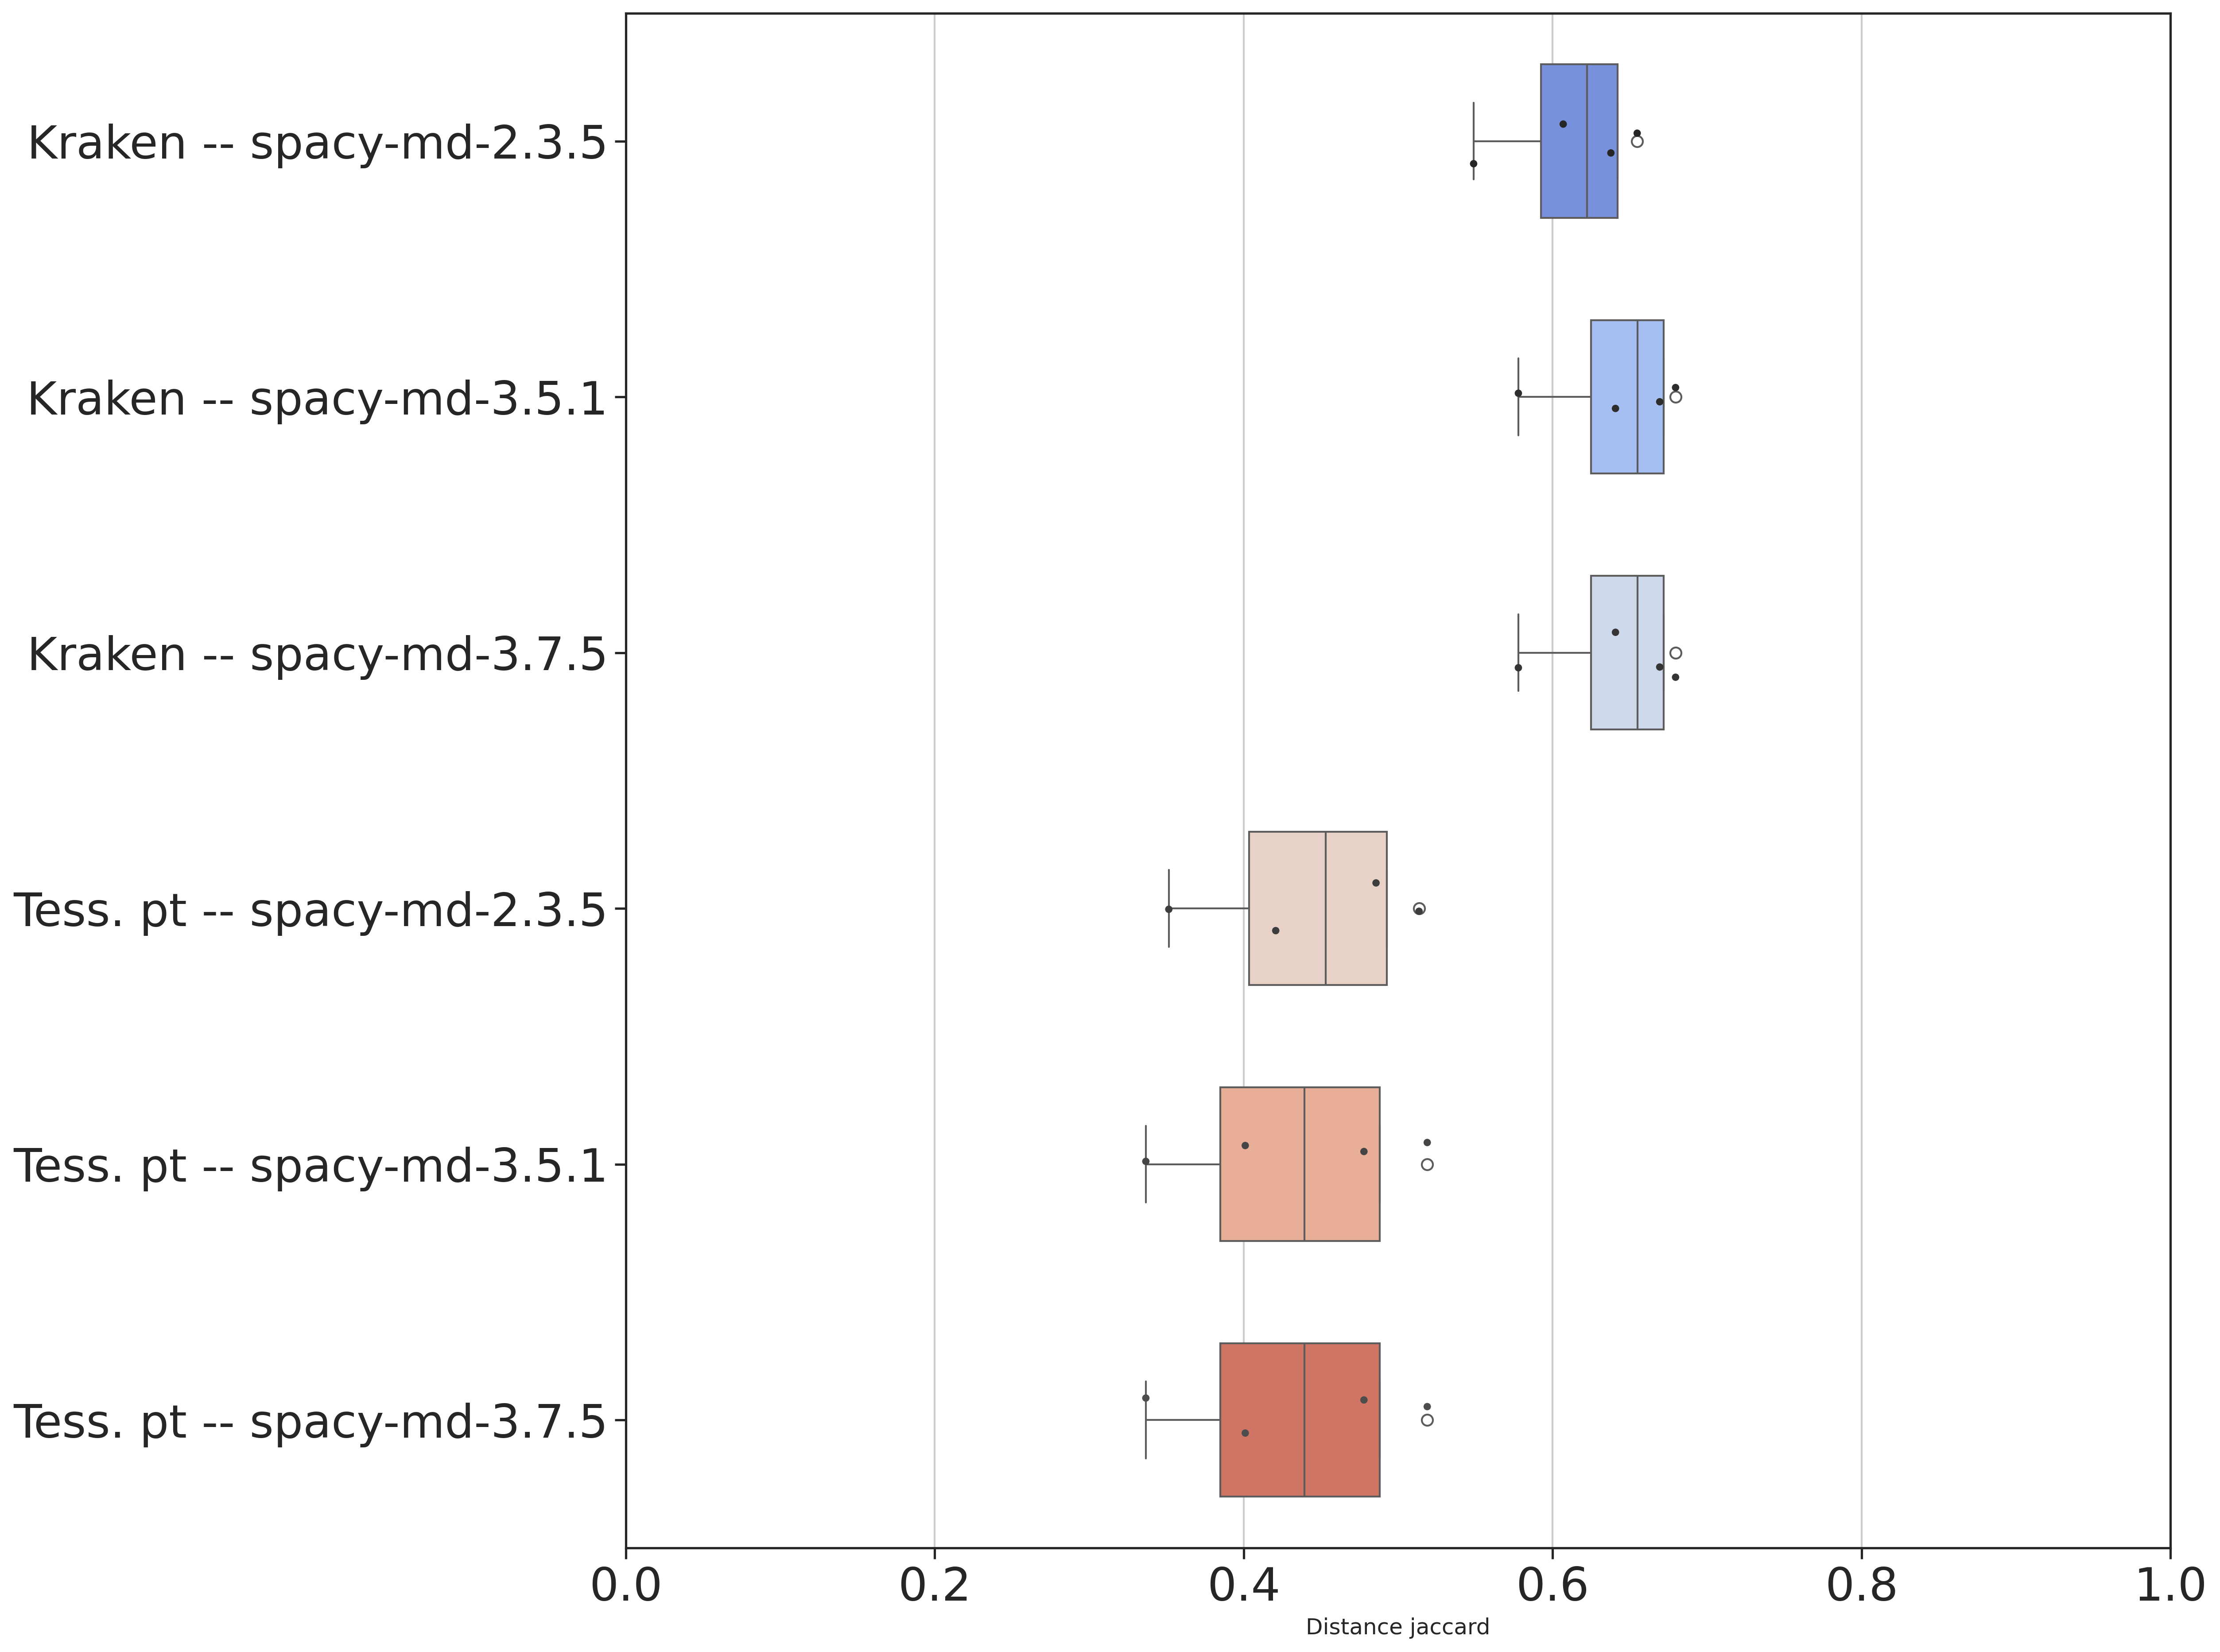 Kraken -- spacy-md-2.3.5
Kraken -- spacy-md-3.5.1
Kraken -- spacy-md-3.7.5
Tess. pt -- spacy-md-2.3.5
Tess. pt -- spacy-md-3.5.1
Tess. pt -- spacy-md-3.7.5
0.0 0.2 0.4 0.6 0.8 1.0
Distance jaccard